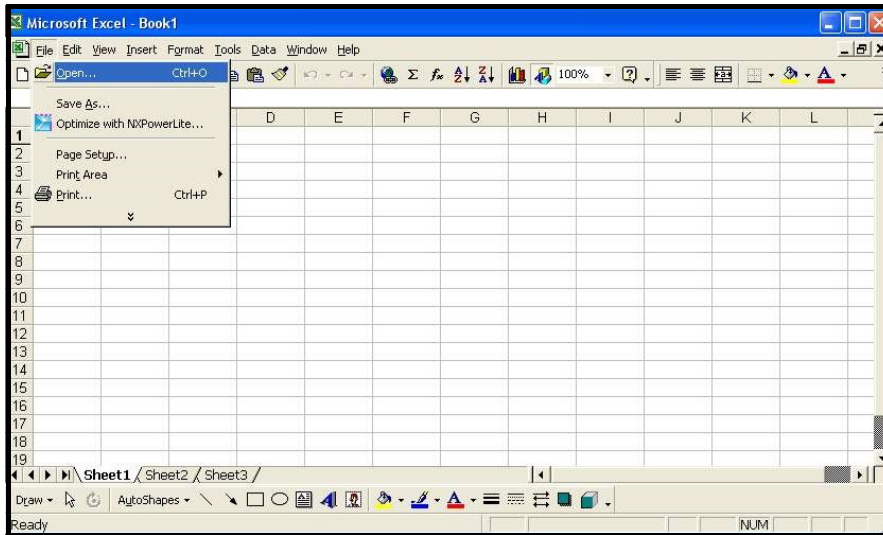 Microsoft Excel - Book1
File Edit View Insert Format Tools Data Window Help
Open... Ctrl+O
100%
Save As...
Optimize with NXPowerLite...
Page Setup...
Print Area
Print... Ctrl+P
D E F G H I J K L
1
2
3
4
5
6
7
8
9
10
11
12
13
14
15
16
17
18
19
Sheet1 / Sheet2 / Sheet3 /
Draw AutoShapes
Ready NUM